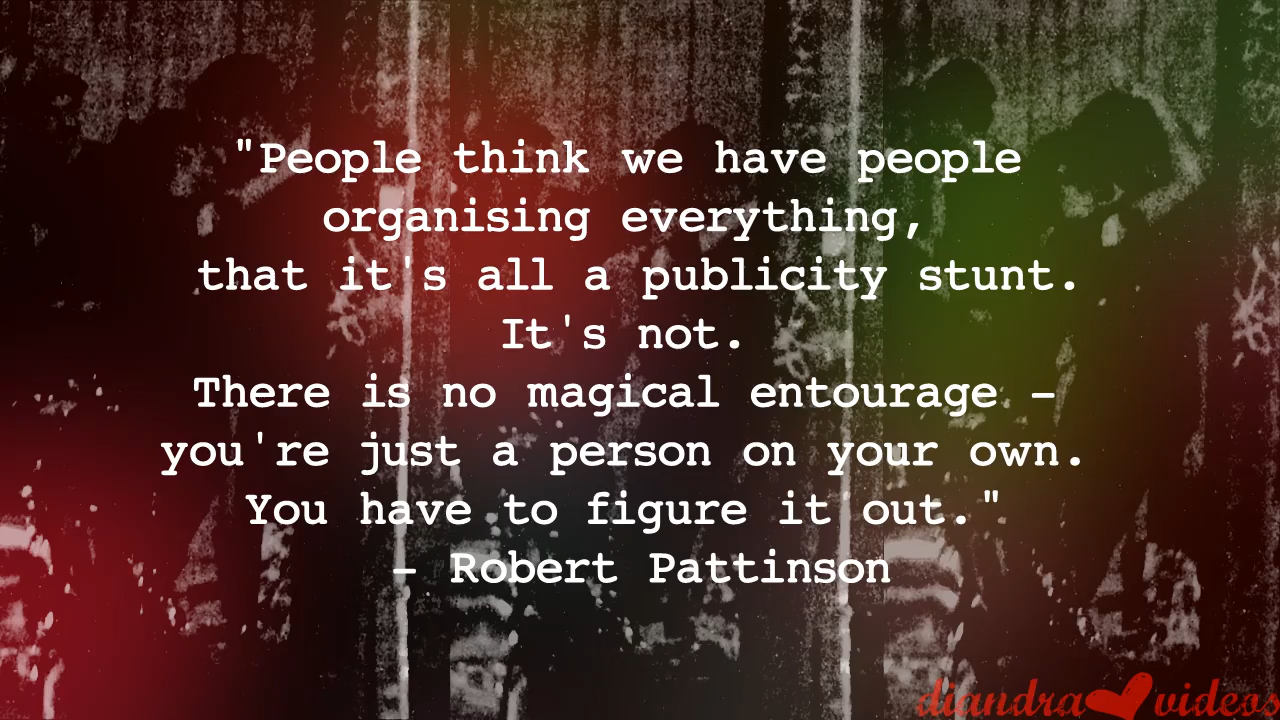 "People think we have people
organising everything,
that it's all a publicity stunt.
It's not.
There is no magical entourage –
you're just a person on your own.
You have to figure it out."
– Robert Pattinson
diandra❤videos